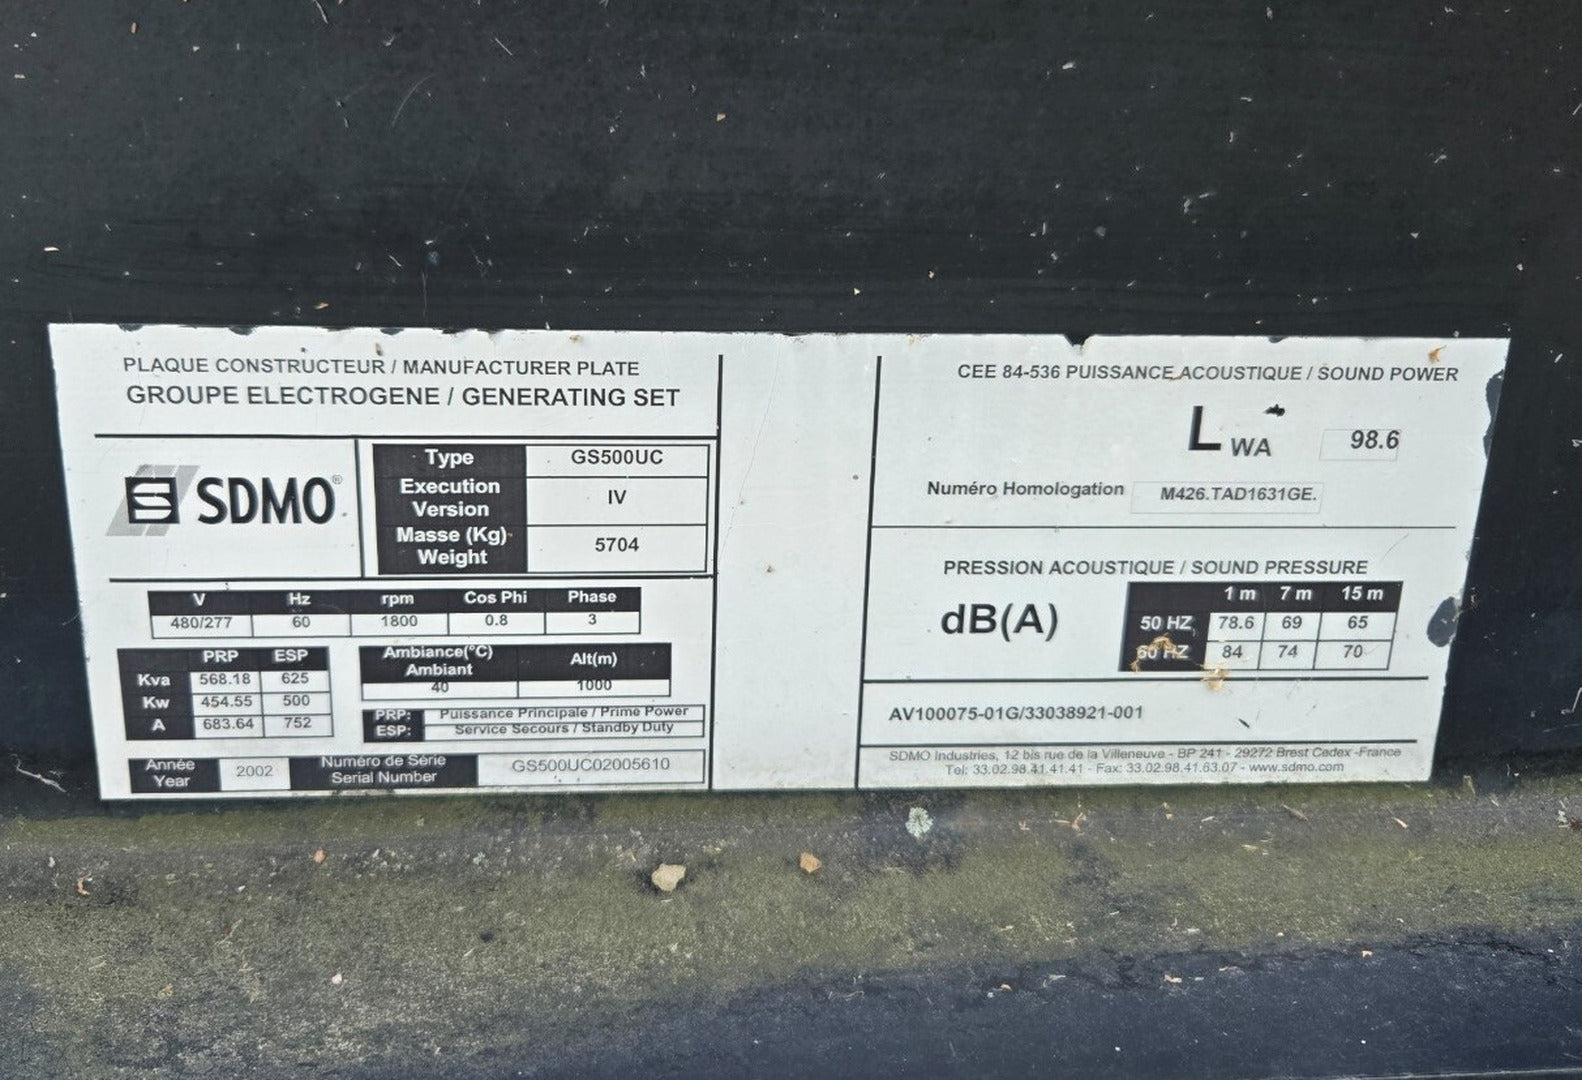 PLAQUE CONSTRUCTEUR / MANUFACTURER PLATE
GROUPE ELECTROGENE / GENERATING SET
SDMO®
Type GS500UC
Execution Version IV
Masse (Kg) Weight 5704
V Hz rpm Cos Phi Phase
480/277 60 1800 0.8 3
PRP ESP
Kva 568.18 625
Kw 454.55 500
A 683.64 752
Ambiance(°C) Ambiant Alt(m)
40 1000
PRP: Puissance Principale / Prime Power
ESP: Service Secours / Standby Duty
Année Year 2002 Numéro de Série Serial Number GS500UC02005610
CEE 84-536 PUISSANCE ACOUSTIQUE / SOUND POWER
L WA 98.6
Numéro Homologation M426.TAD1631GE.
PRESSION ACOUSTIQUE / SOUND PRESSURE
dB(A)
1 m 7 m 15 m
50 HZ 78.6 69 65
60 HZ 84 74 70
AV100075-01G/33038921-001
SDMO Industries, 12 bis rue de la Villeneuve - BP 241 - 29272 Brest Cedex -France
Tel: 33.02.98.41.41.41 - Fax: 33.02.98.41.63.07 - www.sdmo.com